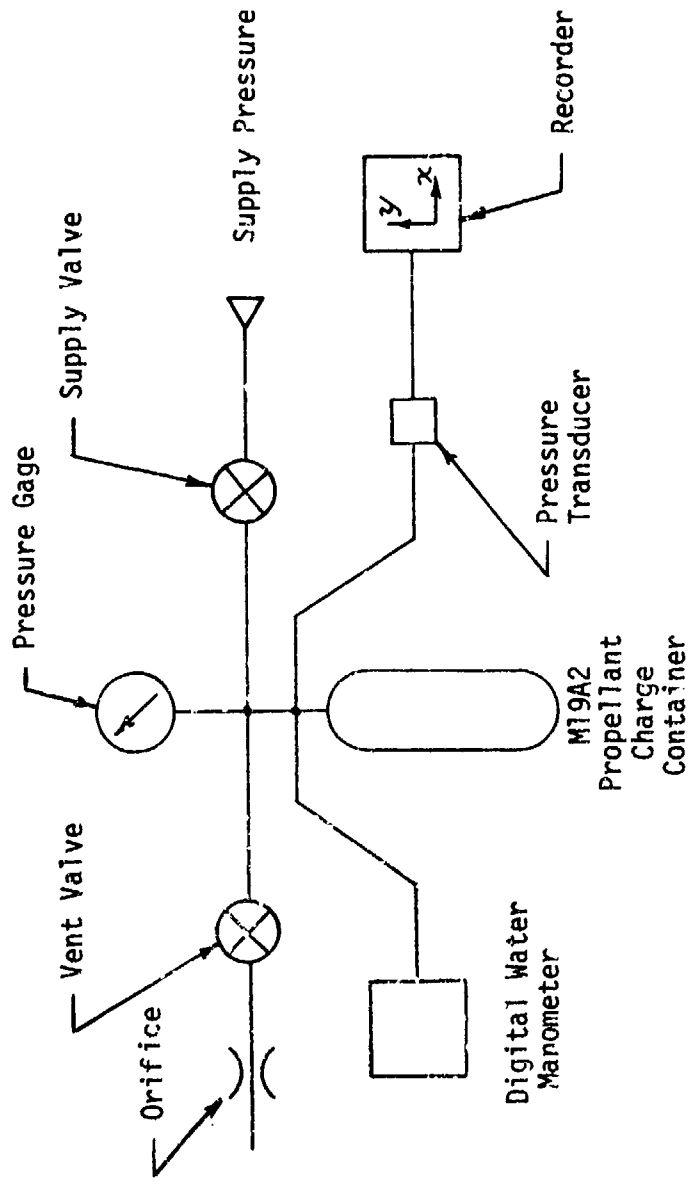 Orifice
Vent Valve
Pressure Gage
Supply Valve
Supply Pressure
Digital Water
Manometer
M19A2
Propellant
Charge
Container
Pressure
Transducer
y
x
Recorder